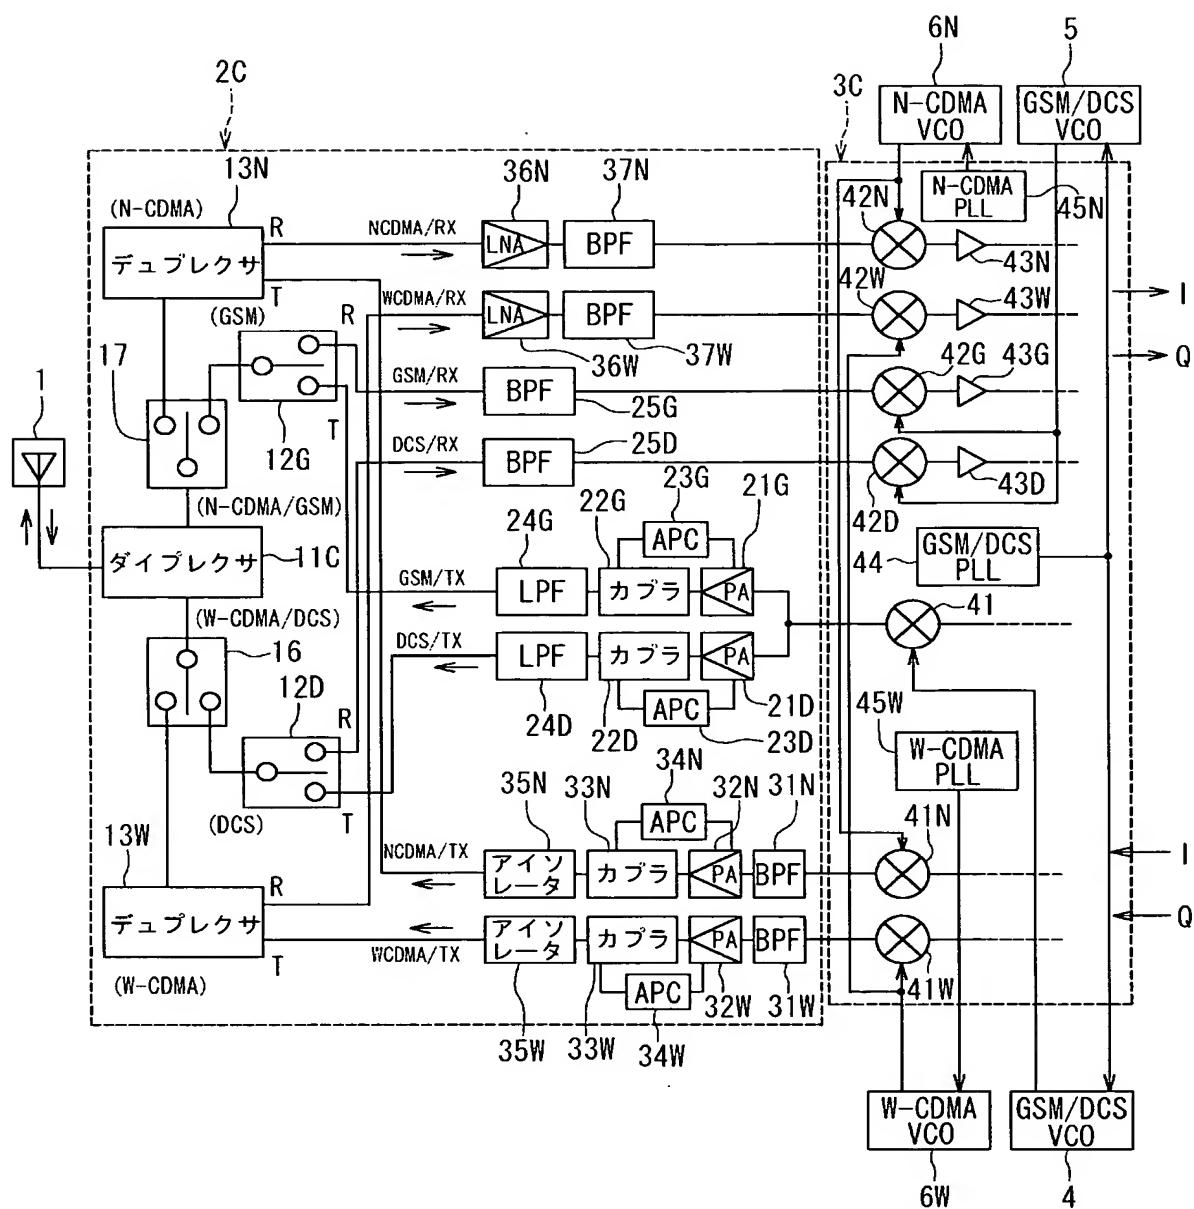 6N
5
2C
3C
N-CDMA
VCO
GSM/DCS
VCO
13N
36N
37N
42N
N-CDMA
PLL
45N
(N-CDMA)
R
NCDMA/RX
LNA
BPF
デュプレクサ
43N
T
42W
(GSM)
R
WCDMA/RX
LNA
BPF
43W
I
17
36W
37W
42G
43G
Q
1
GSM/RX
BPF
25G
12G
T
DCS/RX
BPF
25D
43D
(N-CDMA/GSM)
24G
22G
23G
21G
42D
APC
44
GSM/DCS
PLL
ダイプレクサ
11C
GSM/TX
LPF
カプラ
PA
41
(W-CDMA/DCS)
DCS/TX
LPF
カプラ
PA
16
12D
R
24D
22D
APC
21D
23D
45W
W-CDMA
PLL
34N
35N
33N
32N
31N
(DCS)
T
APC
41N
13W
NCDMA/TX
アイソ
レータ
カプラ
PA
BPF
I
R
デュプレクサ
アイソ
レータ
カプラ
PA
BPF
Q
T
WCDMA/TX
(W-CDMA)
APC
41W
35W
33W
34W
32W
31W
W-CDMA
VCO
GSM/DCS
VCO
6W
4